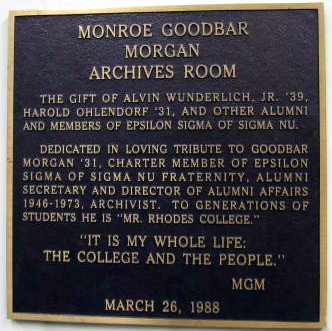 MONROE GOODBAR
MORGAN
ARCHIVES ROOM
THE GIFT OF ALVIN WUNDERLICH, JR. '39,
HAROLD OHLENDORF '31, AND OTHER ALUMNI
AND MEMBERS OF EPSILON SIGMA OF SIGMA NU.
DEDICATED IN LOVING TRIBUTE TO GOODBAR
MORGAN '31, CHARTER MEMBER OF EPSILON
SIGMA OF SIGMA NU FRATERNITY, ALUMNI
SECRETARY AND DIRECTOR OF ALUMNI AFFAIRS
1946-1973, ARCHIVIST. TO GENERATIONS OF
STUDENTS HE IS "MR. RHODES COLLEGE."
"IT IS MY WHOLE LIFE:
THE COLLEGE AND THE PEOPLE."
MGM
MARCH 26, 1988